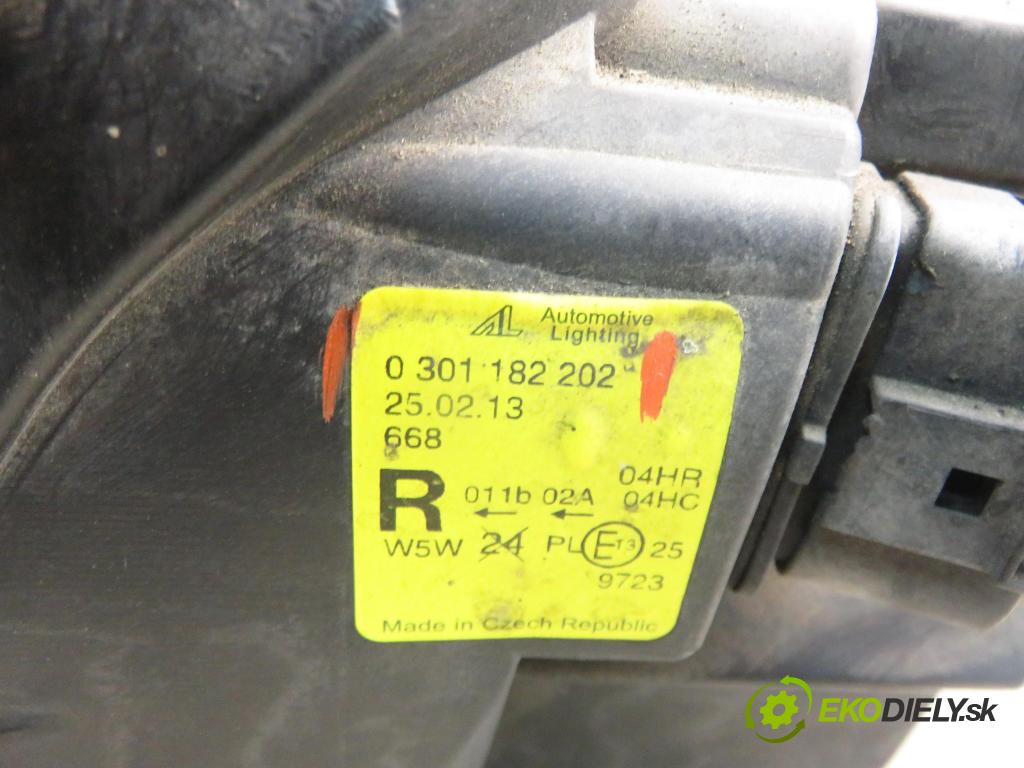 AL Automotive
Lighting
0 301 182 202
25.02.13
668
R 011b 02A 04HR
04HC
W5W 24 PL E13 25
9723
Made in Czech Republic
EKODIELY.sk